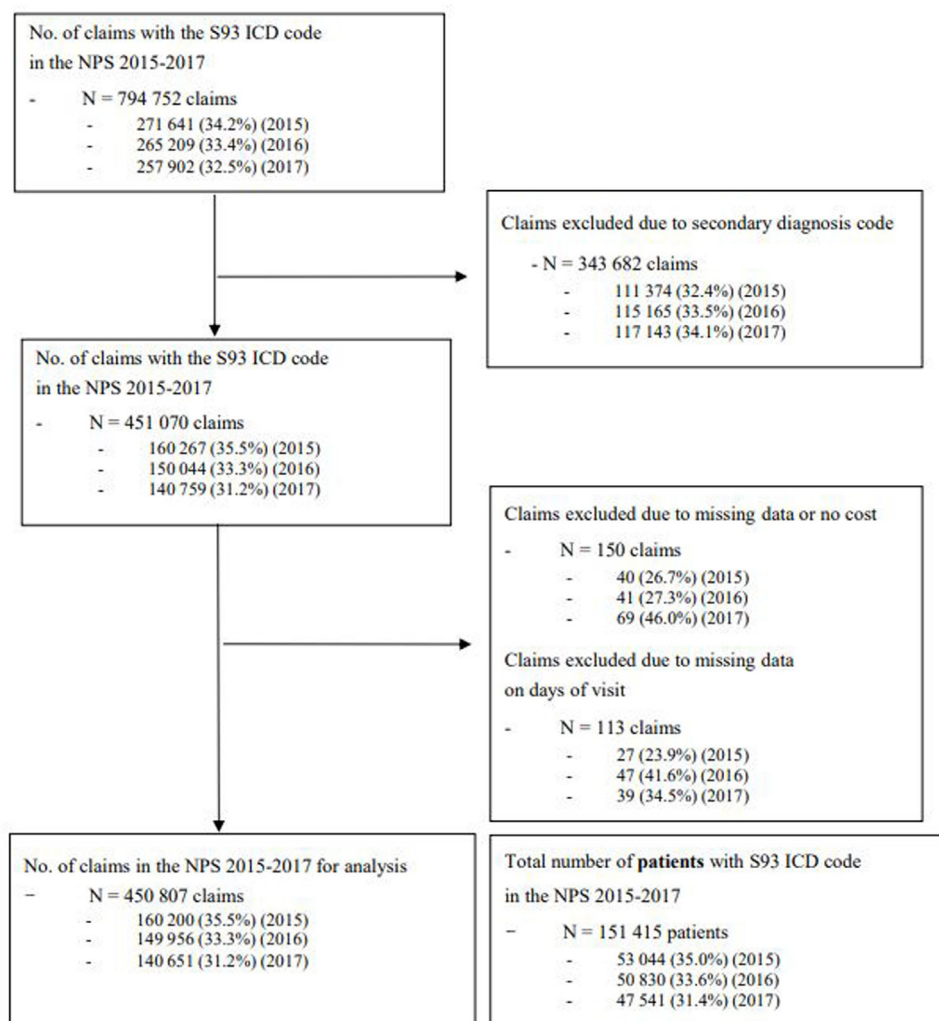 No. of claims with the S93 ICD code
in the NPS 2015-2017
- N = 794 752 claims
- 271 641 (34.2%) (2015)
- 265 209 (33.4%) (2016)
- 257 902 (32.5%) (2017)
Claims excluded due to secondary diagnosis code
- N = 343 682 claims
- 111 374 (32.4%) (2015)
- 115 165 (33.5%) (2016)
- 117 143 (34.1%) (2017)
No. of claims with the S93 ICD code
in the NPS 2015-2017
- N = 451 070 claims
- 160 267 (35.5%) (2015)
- 150 044 (33.3%) (2016)
- 140 759 (31.2%) (2017)
Claims excluded due to missing data or no cost
- N = 150 claims
- 40 (26.7%) (2015)
- 41 (27.3%) (2016)
- 69 (46.0%) (2017)
Claims excluded due to missing data
on days of visit
- N = 113 claims
- 27 (23.9%) (2015)
- 47 (41.6%) (2016)
- 39 (34.5%) (2017)
No. of claims in the NPS 2015-2017 for analysis
– N = 450 807 claims
- 160 200 (35.5%) (2015)
- 149 956 (33.3%) (2016)
- 140 651 (31.2%) (2017)
Total number of patients with S93 ICD code
in the NPS 2015-2017
– N = 151 415 patients
- 53 044 (35.0%) (2015)
- 50 830 (33.6%) (2016)
- 47 541 (31.4%) (2017)